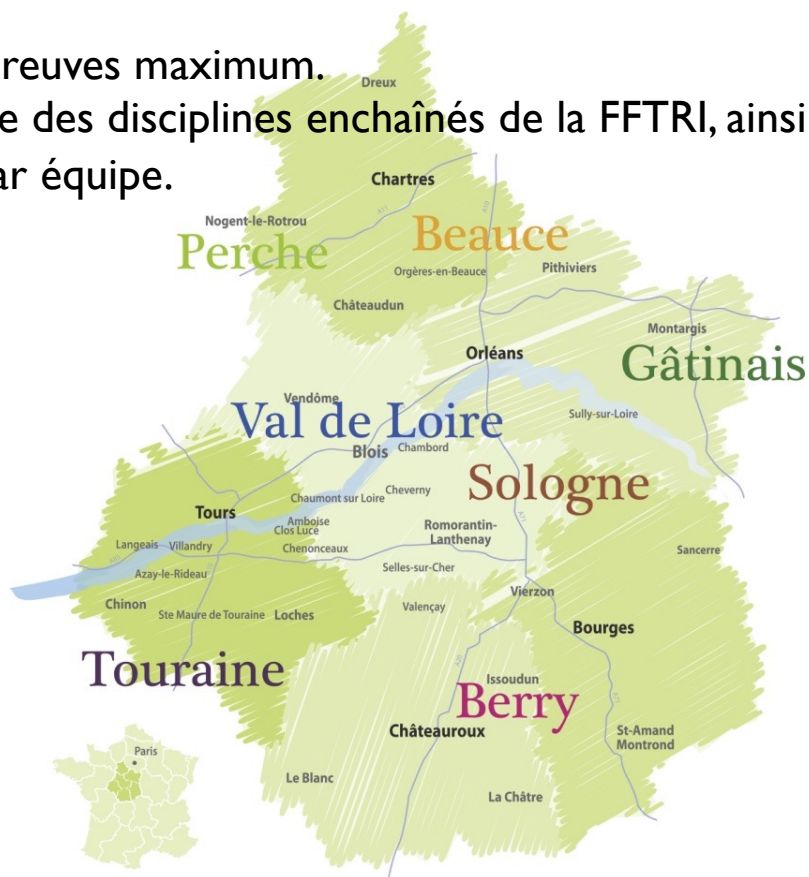 reuves maximum.
Dreux
e des disciplines enchaînés de la FFTRI, ainsi
ar équipe.
Chartres
A11
A10
Nogent-le-Rotrou
Perche
Beauce
Orgères-en-Beauce
Pithiviers
Châteaudun
Montargis
Orléans
Gâtinais
Vendôme
Val de Loire
Sully-sur-Loire
Blois
Chambord
Sologne
Cheverny
Chaumont sur Loire
Tours
Amboise
Clos Lucé
Romorantin-
Lanthenay
A71
Langeais
Villandry
Chenonceaux
Sancerre
Azay-le-Rideau
Selles-sur-Cher
Vierzon
Chinon
Ste Maure de Touraine
Loches
Valençay
Bourges
Touraine
A20
Issoudun
Berry
Châteauroux
St-Amand
Montrond
Paris
Le Blanc
La Châtre